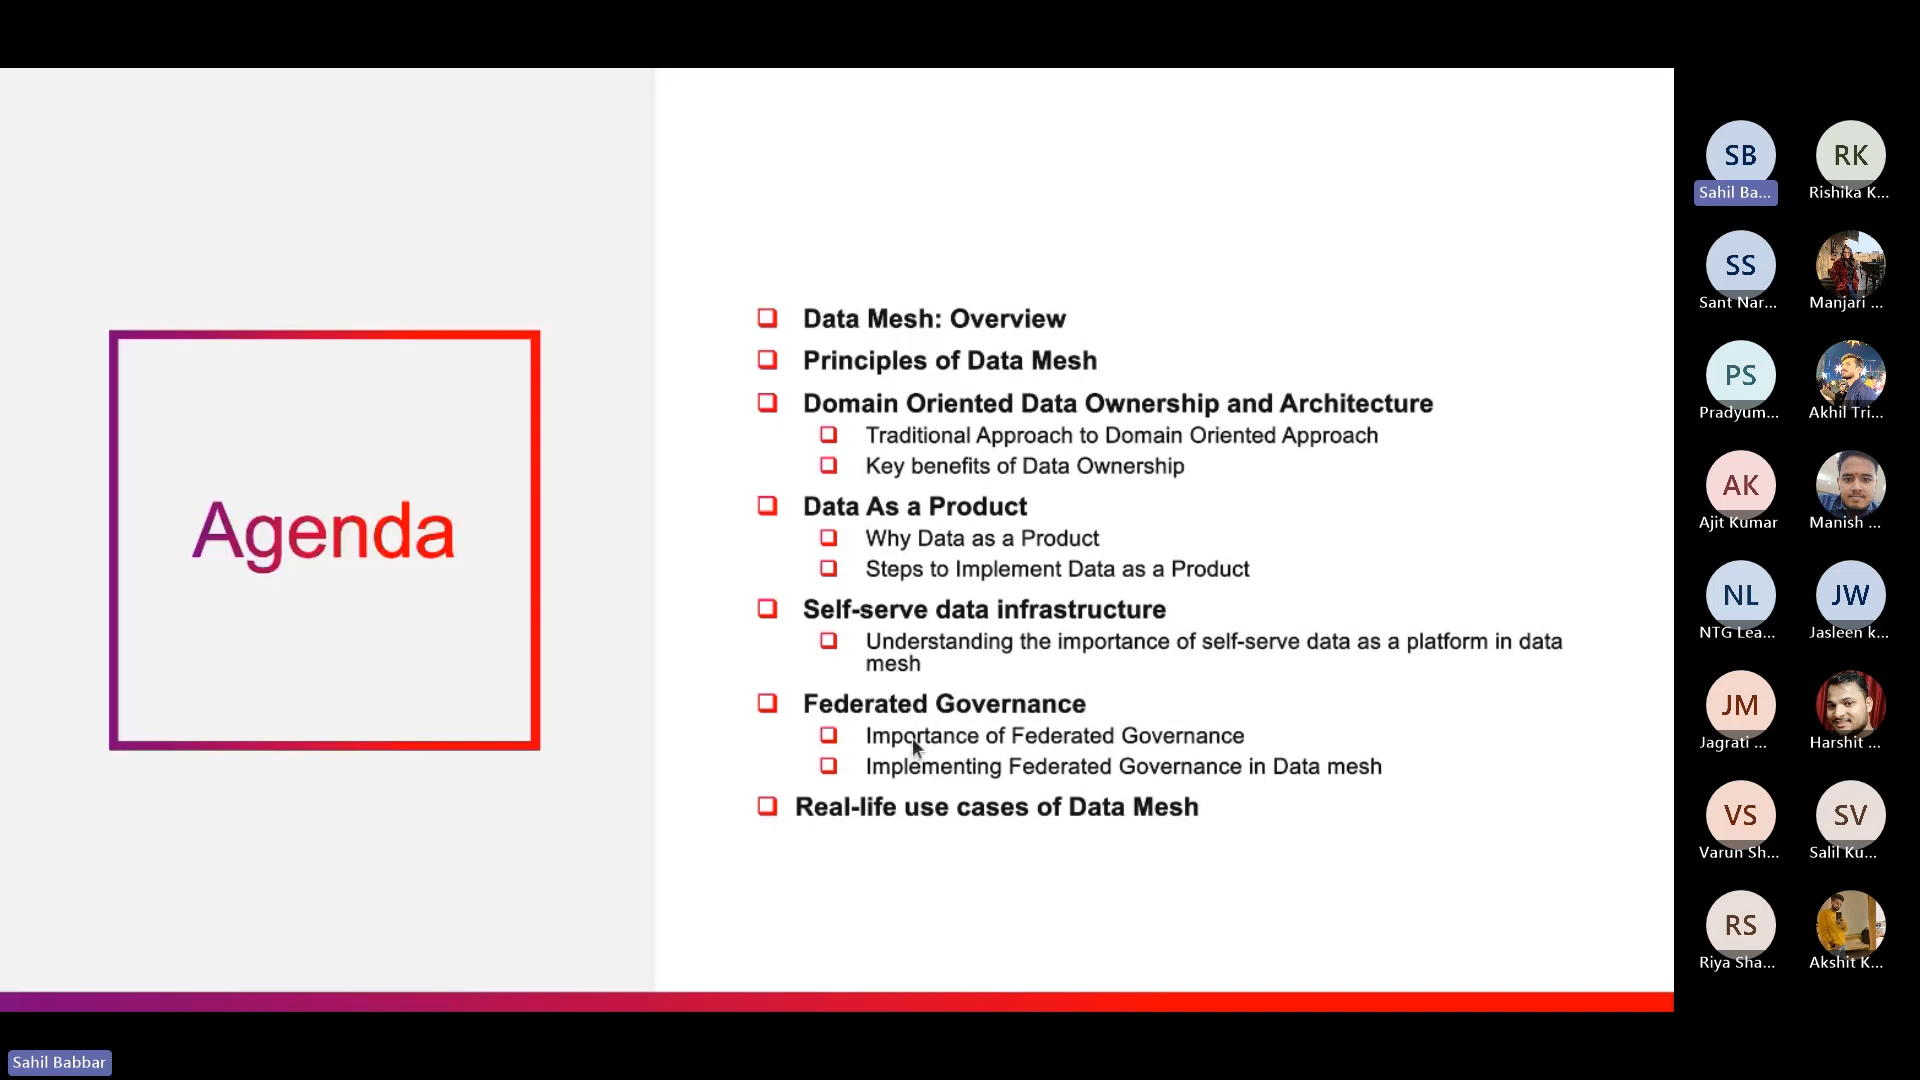 Agenda
Data Mesh: Overview
Principles of Data Mesh
Domain Oriented Data Ownership and Architecture
Traditional Approach to Domain Oriented Approach
Key benefits of Data Ownership
Data As a Product
Why Data as a Product
Steps to Implement Data as a Product
Self-serve data infrastructure
Understanding the importance of self-serve data as a platform in data
mesh
Federated Governance
Importance of Federated Governance
Implementing Federated Governance in Data mesh
Real-life use cases of Data Mesh
SB
Sahil Ba...
RK
Rishika K...
SS
Sant Nar...
Manjari ...
PS
Pradyum...
Akhil Tri...
AK
Ajit Kumar
Manish ...
NL
NTG Lea...
JW
Jasleen k...
JM
Jagrati ...
Harshit ...
VS
Varun Sh...
SV
Salil Ku...
RS
Riya Sha...
Akshit K...
Sahil Babbar